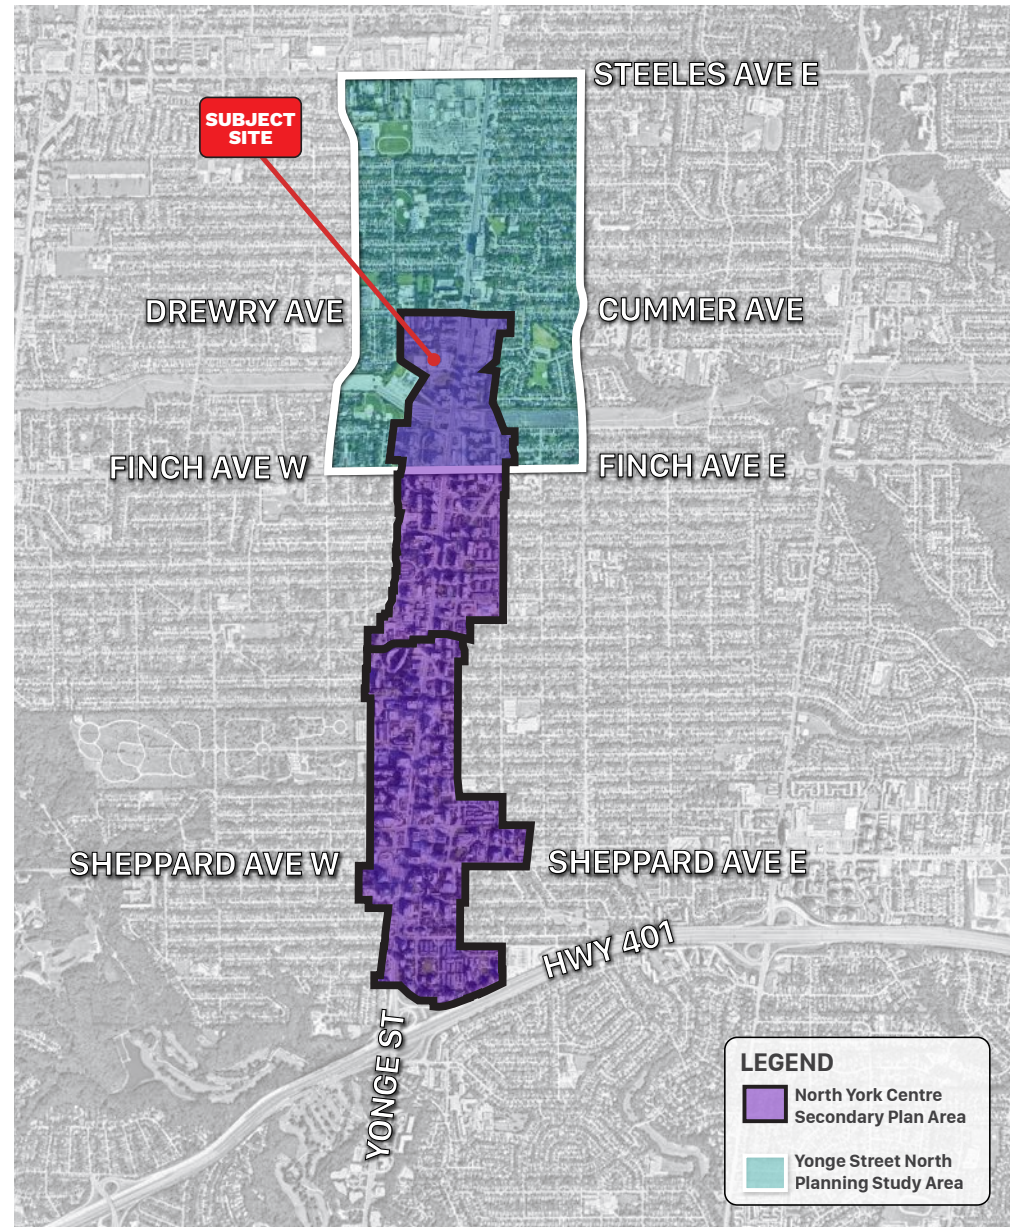 STEELES AVE E
SUBJECT
SITE
DREWRY AVE
CUMMER AVE
FINCH AVE W
FINCH AVE E
SHEPPARD AVE W
SHEPPARD AVE E
HWY 401
YONGE ST
LEGEND
North York Centre
Secondary Plan Area
Yonge Street North
Planning Study Area